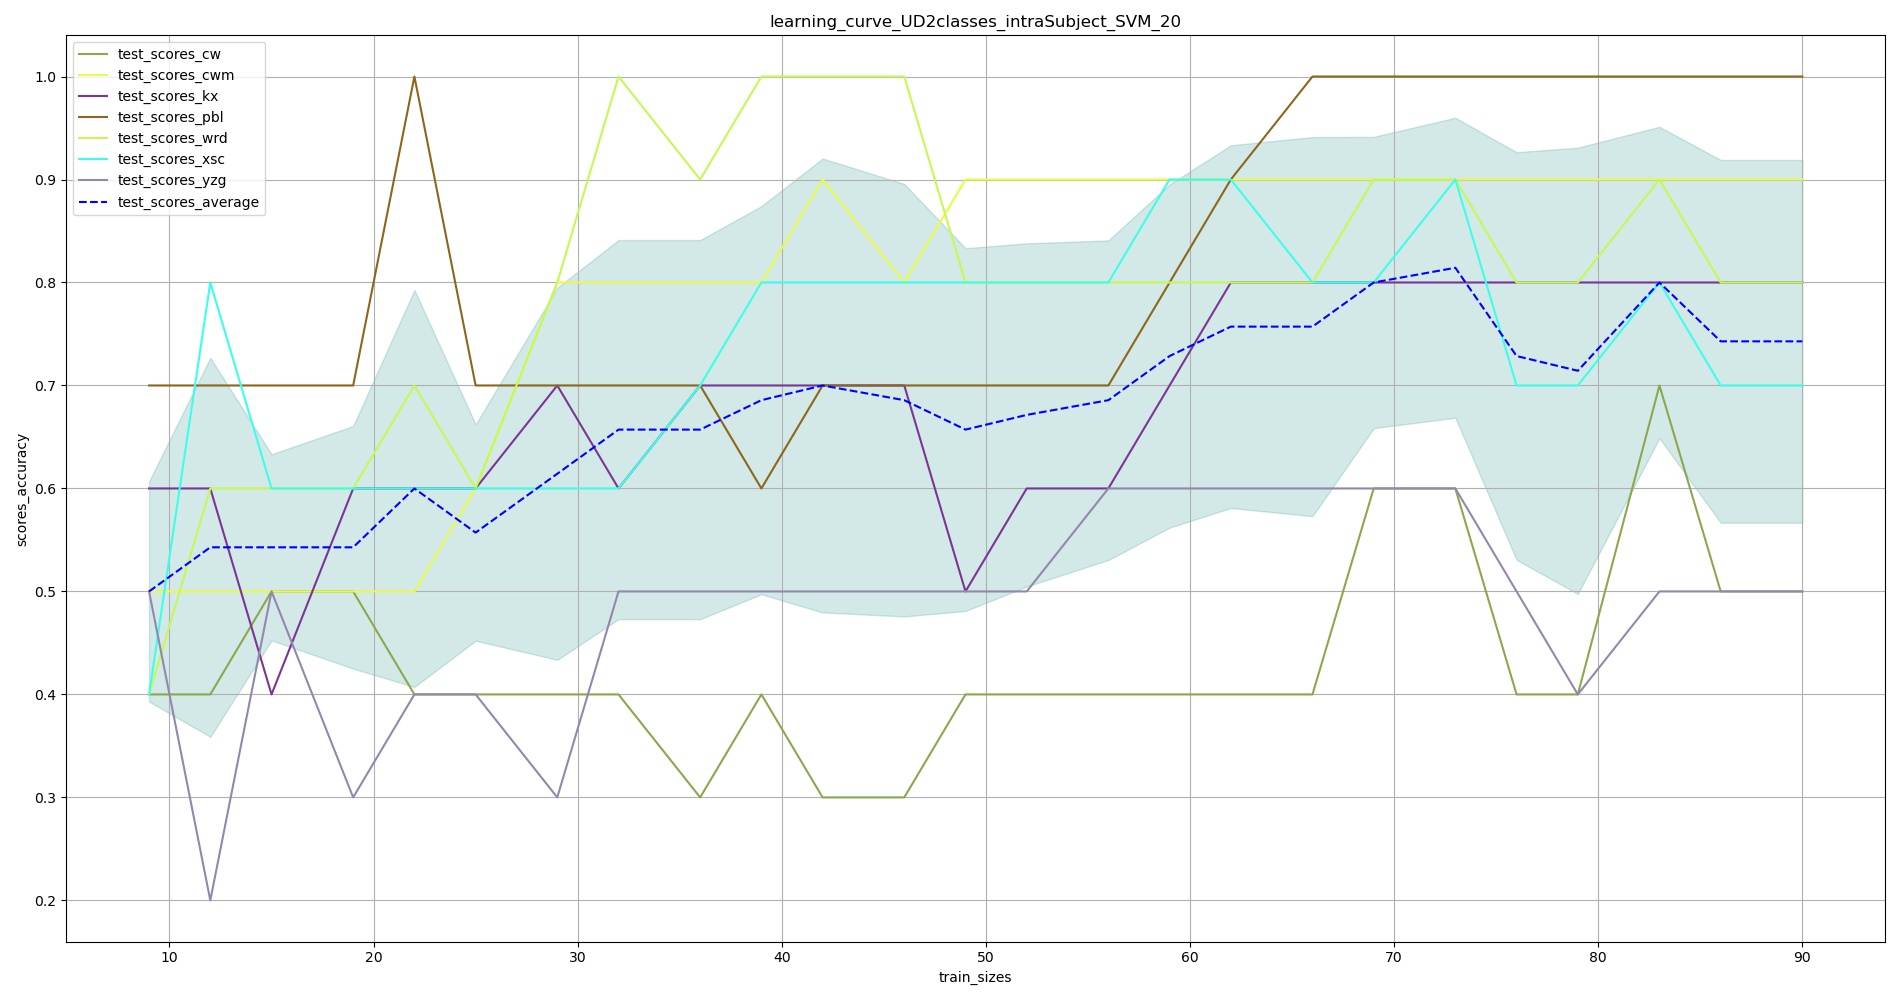 learning_curve_UD2classes_intraSubject_SVM_20
test_scores_cw
test_scores_cwm
test_scores_kx
test_scores_pbl
test_scores_wrd
test_scores_xsc
test_scores_yzg
test_scores_average
scores_accuracy
1.0
0.9
0.8
0.7
0.6
0.5
0.4
0.3
0.2
10 20 30 40 50 60 70 80 90
train_sizes